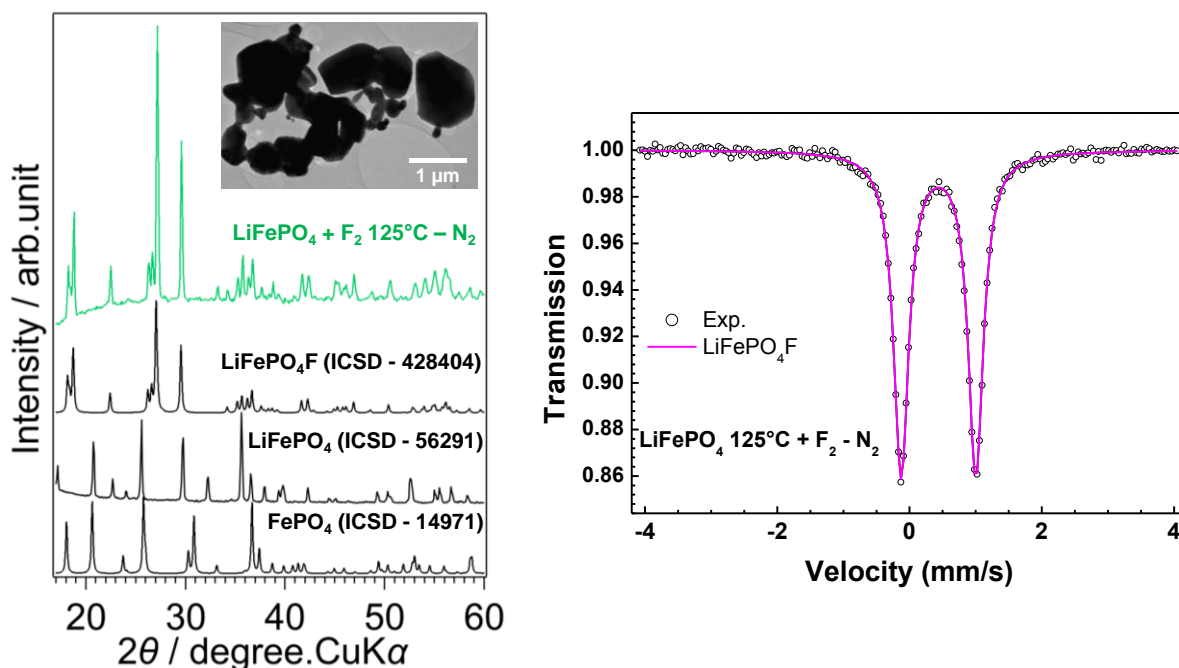 Intensity / arb.unit
1 µm
LiFePO₄ + F₂ 125°C – N₂
LiFePO₄F (ICSD - 428404)
LiFePO₄ (ICSD - 56291)
FePO₄ (ICSD - 14971)
20 30 40 50 60
2θ / degree.CuKα
Transmission
1.00
0.98
0.96
0.94
0.92
0.90
0.88
0.86
Exp.
LiFePO₄F
LiFePO₄ 125°C + F₂ - N₂
-4 -2 0 2 4
Velocity (mm/s)